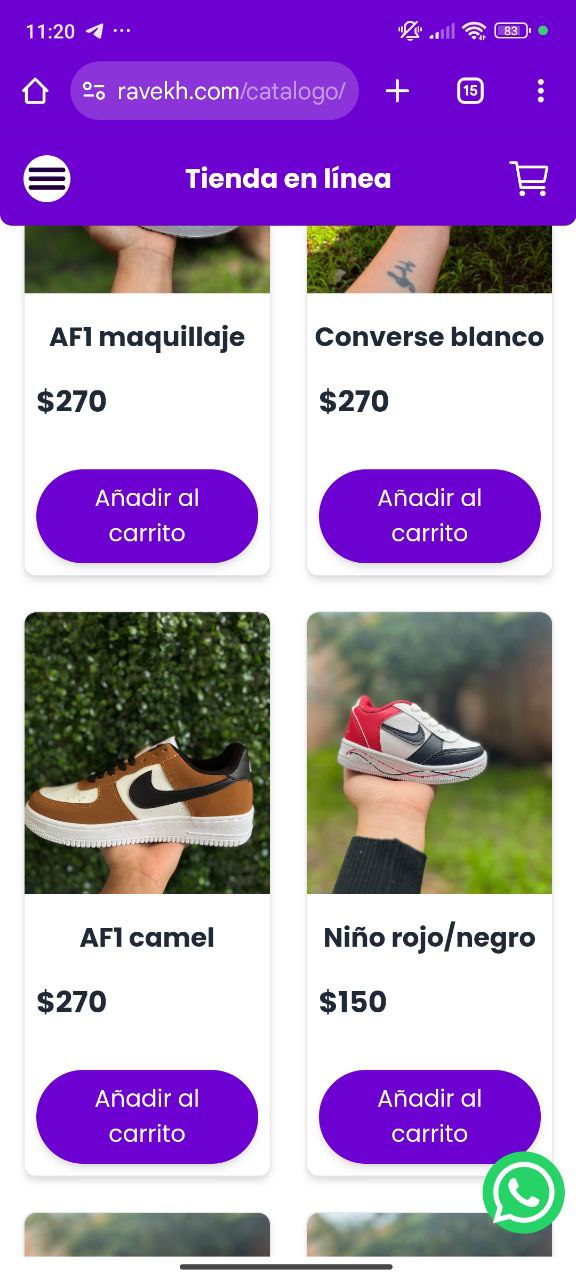 11:20
83
ravekh.com/catalogo/
15
Tienda en línea
AF1 maquillaje
Converse blanco
$270
$270
Añadir al
carrito
Añadir al
carrito
AF1 camel
Niño rojo/negro
$270
$150
Añadir al
carrito
Añadir al
carrito